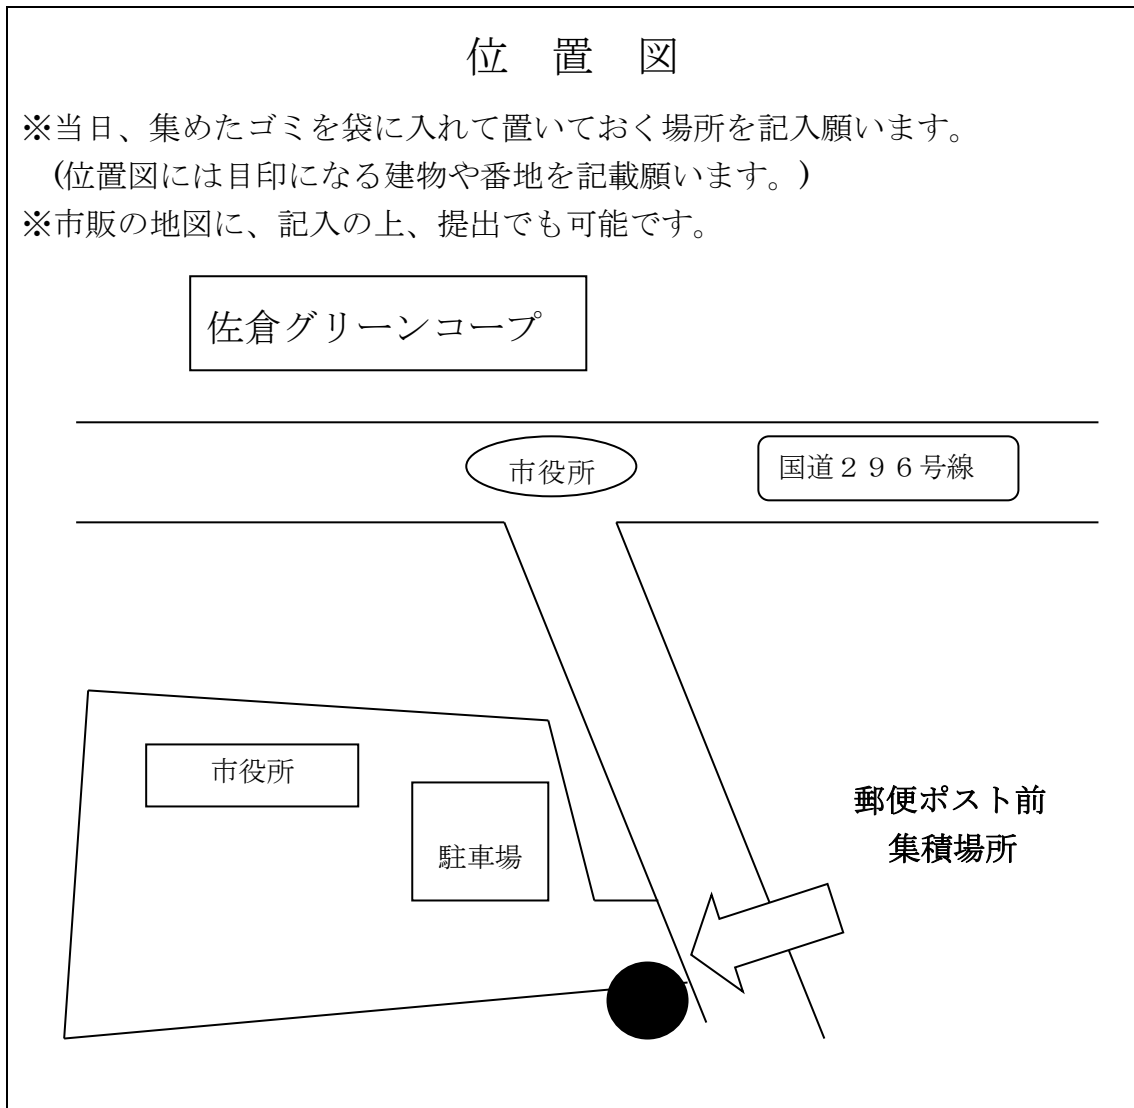 位　置　図
※当日、集めたゴミを袋に入れて置いておく場所を記入願います。
(位置図には目印になる建物や番地を記載願います。)
※市販の地図に、記入の上、提出でも可能です。
佐倉グリーンコープ
市役所
国道２９６号線
市役所
駐車場
郵便ポスト前
集積場所